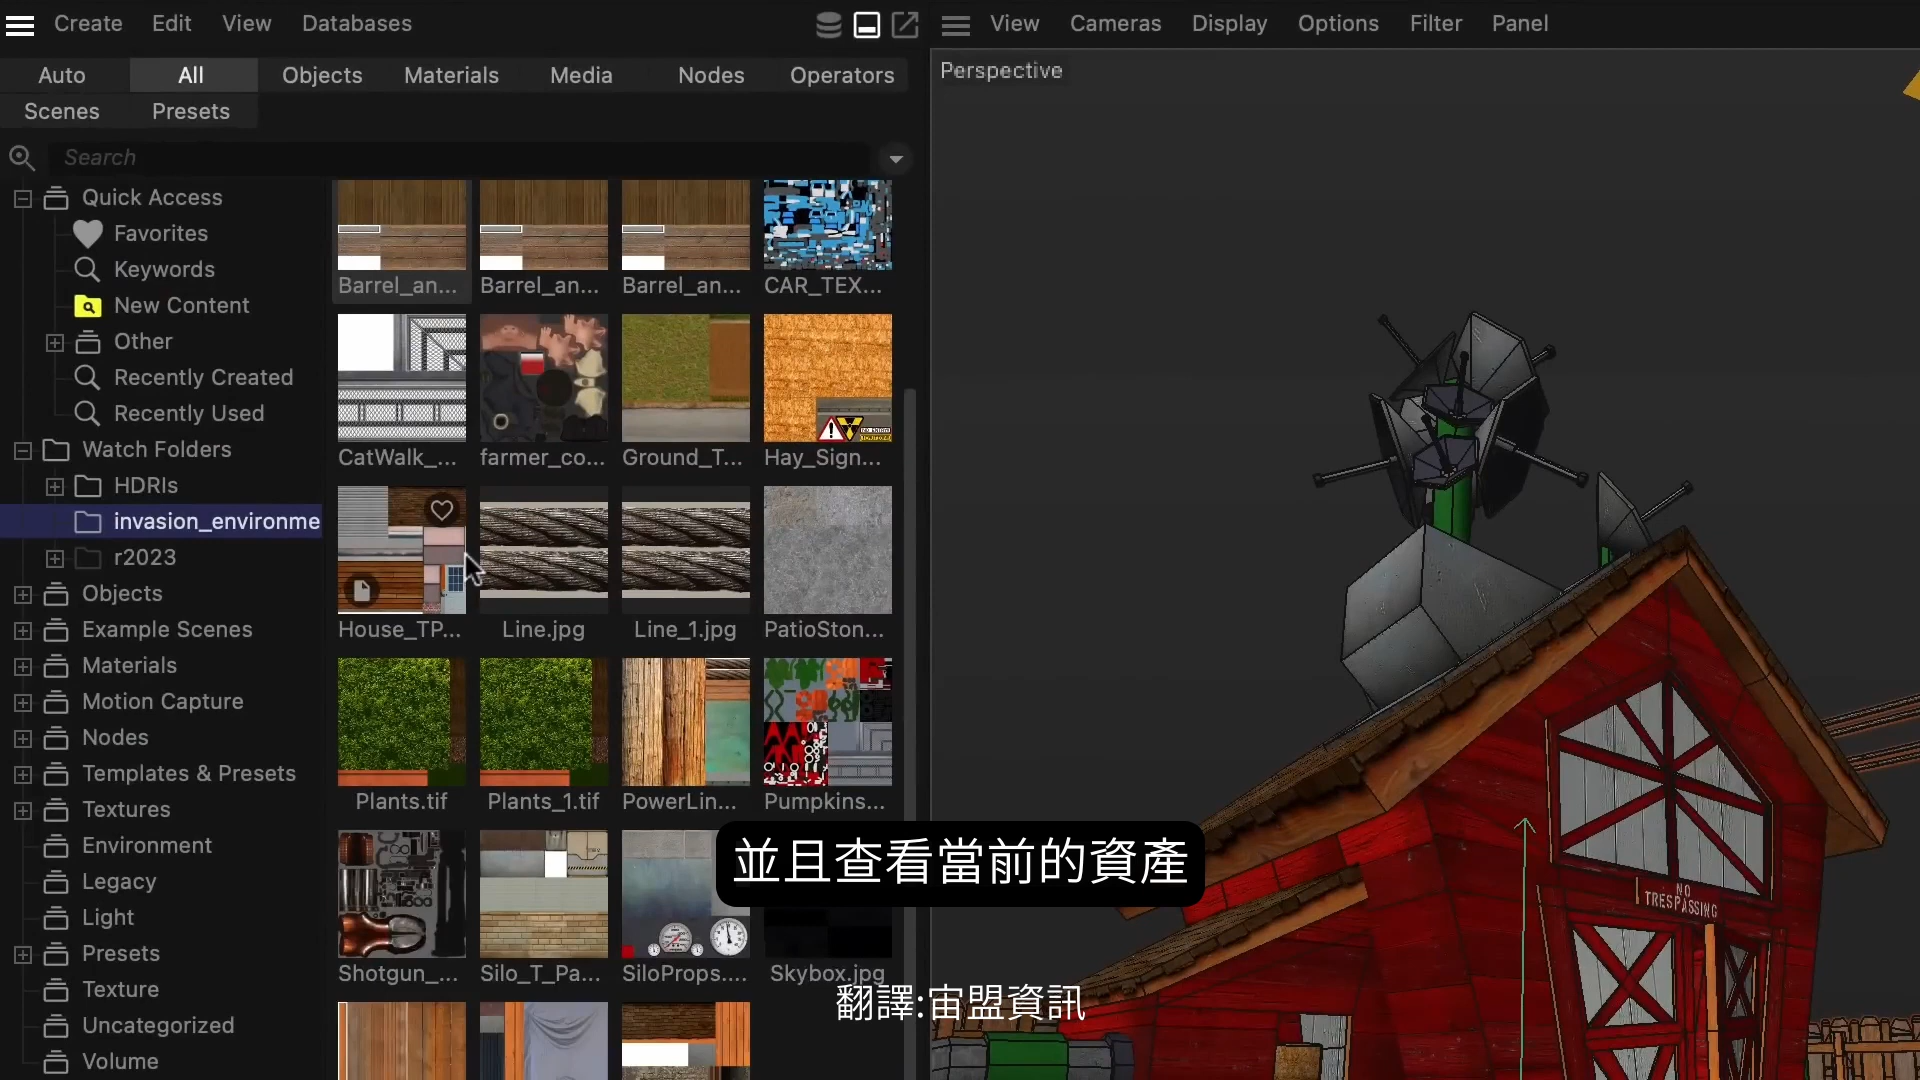 Create Edit View Databases
View Cameras Display Options Filter Panel
Auto All Objects Materials Media Nodes Operators
Scenes Presets
Perspective
Search
Quick Access
Favorites
Keywords
New Content
Other
Recently Created
Recently Used
Watch Folders
HDRIs
invasion_environme
r2023
Objects
Example Scenes
Materials
Motion Capture
Nodes
Templates & Presets
Textures
Environment
Legacy
Light
Presets
Texture
Uncategorized
Volume
Barrel_an... Barrel_an... Barrel_an... CAR_TEX...
CatWalk_... farmer_co... Ground_T... Hay_Sign...
House_TP... Line.jpg Line_1.jpg PatioSton...
Plants.tif Plants_1.tif PowerLin... Pumpkins...
Shotgun_... Silo_T_Pa... SiloProps.... Skybox.jpg
NO
TRESPASSING
並且查看當前的資產
翻譯:宙盟資訊